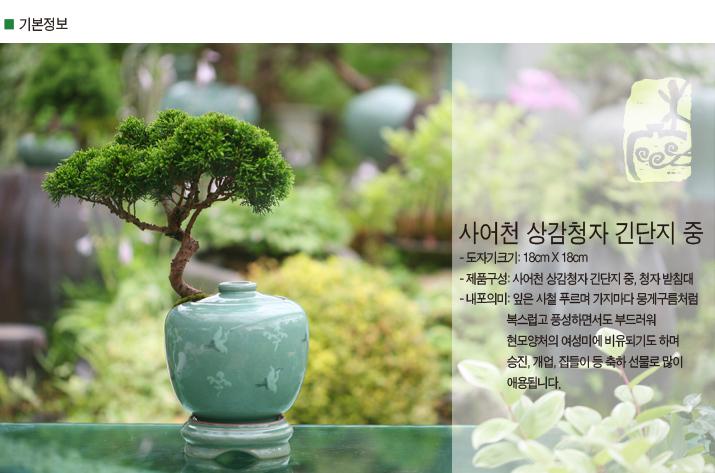 기본정보
사어천 상감청자 긴단지 중
- 도자기크기: 18cm X 18cm
- 제품구성: 사어천 상감청자 긴단지 중, 청자 받침대
- 내포의미: 잎은 사철 푸르며 가지마다 뭉게구름처럼
복스럽고 풍성하면서도 부드러워
현모양처의 여성미에 비유되기도 하며
승진, 개업, 집들이 등 축하 선물로 많이
애용됩니다.